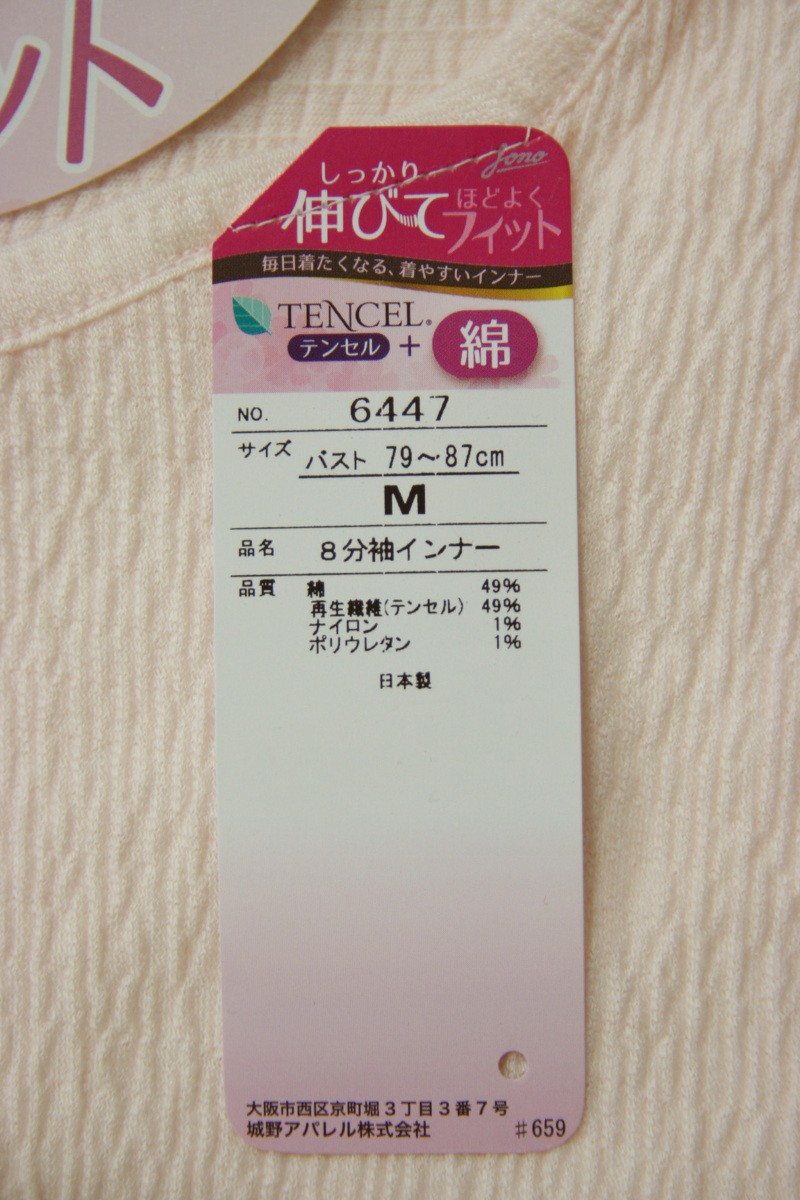 ット
Jono
しっかり
伸びて ほどよく
フィット
毎日着たくなる、着やすいインナー
TENCEL®
テンセル + 綿
NO. 6447
サイズ バスト 79〜87cm
M
品名 8分袖インナー
品質 綿 49%
再生繊維(テンセル) 49%
ナイロン 1%
ポリウレタン 1%
日本製
大阪市西区京町堀3丁目3番7号
城野アパレル株式会社 #659